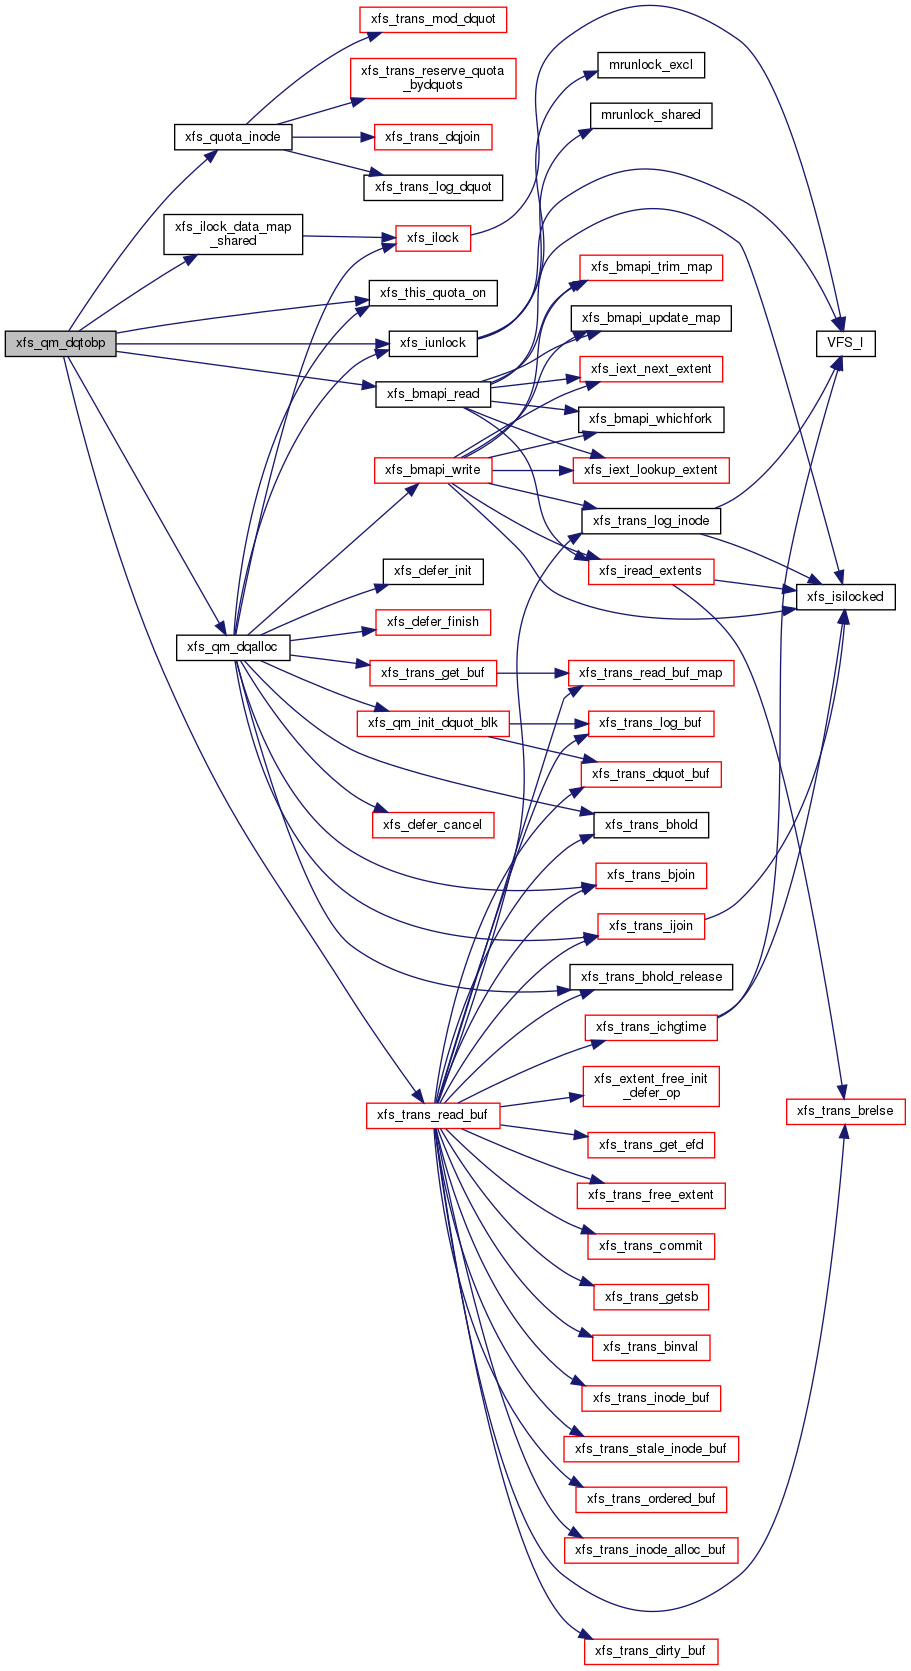 xfs_trans_mod_dquot
mrunlock_excl
xfs_trans_reserve_quota
_bydquots
mrunlock_shared
xfs_quota_inode
xfs_trans_dqjoin
xfs_trans_log_dquot
xfs_ilock_data_map
_shared
xfs_ilock
xfs_bmapi_trim_map
xfs_this_quota_on
xfs_bmapi_update_map
xfs_qm_dqtobp
xfs_iunlock
VFS_I
xfs_iext_next_extent
xfs_bmapi_read
xfs_bmapi_whichfork
xfs_bmapi_write
xfs_iext_lookup_extent
xfs_trans_log_inode
xfs_defer_init
xfs_iread_extents
xfs_isilocked
xfs_defer_finish
xfs_qm_dqalloc
xfs_trans_get_buf
xfs_trans_read_buf_map
xfs_qm_init_dquot_blk
xfs_trans_log_buf
xfs_trans_dquot_buf
xfs_defer_cancel
xfs_trans_bhold
xfs_trans_bjoin
xfs_trans_ijoin
xfs_trans_bhold_release
xfs_trans_ichgtime
xfs_extent_free_init
_defer_op
xfs_trans_read_buf
xfs_trans_brelse
xfs_trans_get_efd
xfs_trans_free_extent
xfs_trans_commit
xfs_trans_getsb
xfs_trans_binval
xfs_trans_inode_buf
xfs_trans_stale_inode_buf
xfs_trans_ordered_buf
xfs_trans_inode_alloc_buf
xfs_trans_dirty_buf